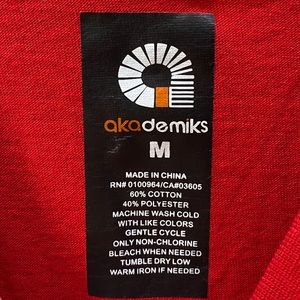 akademiks
M
MADE IN CHINA
RN# 0100964/CA#03605
60% COTTON
40% POLYESTER
MACHINE WASH COLD
WITH LIKE COLORS
GENTLE CYCLE
ONLY NON-CHLORINE
BLEACH WHEN NEEDED
TUMBLE DRY LOW
WARM IRON IF NEEDED